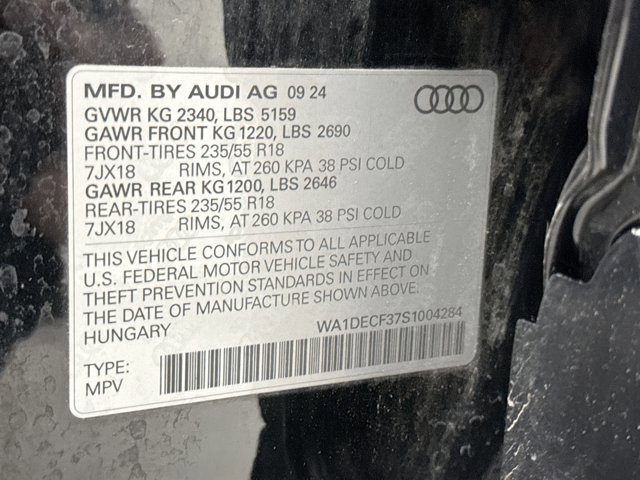 MFD. BY AUDI AG 09 24
GVWR KG 2340, LBS 5159
GAWR FRONT KG 1220, LBS 2690
FRONT-TIRES 235/55 R18
7JX18 RIMS, AT 260 KPA 38 PSI COLD
GAWR REAR KG1200, LBS 2646
REAR-TIRES 235/55 R18
7JX18 RIMS, AT 260 KPA 38 PSI COLD
THIS VEHICLE CONFORMS TO ALL APPLICABLE
U.S. FEDERAL MOTOR VEHICLE SAFETY AND
THEFT PREVENTION STANDARDS IN EFFECT ON
THE DATE OF MANUFACTURE SHOWN ABOVE.
HUNGARY WA1DECF37S1004284
TYPE:
MPV